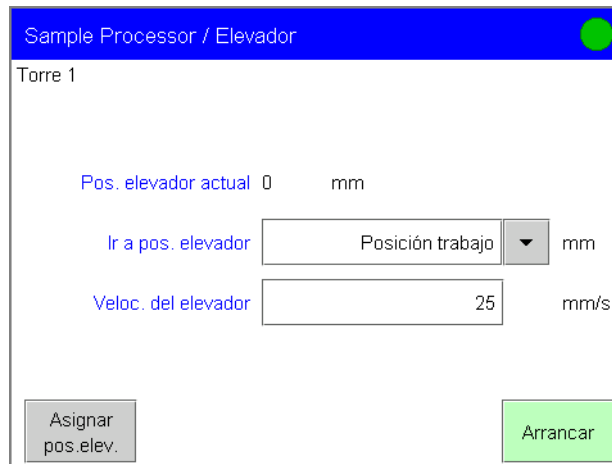 Sample Processor / Elevador
Torre 1
Pos. elevador actual 0 mm
Ir a pos. elevador Posición trabajo mm
Veloc. del elevador 25 mm/s
Asignar
pos.elev.
Arrancar